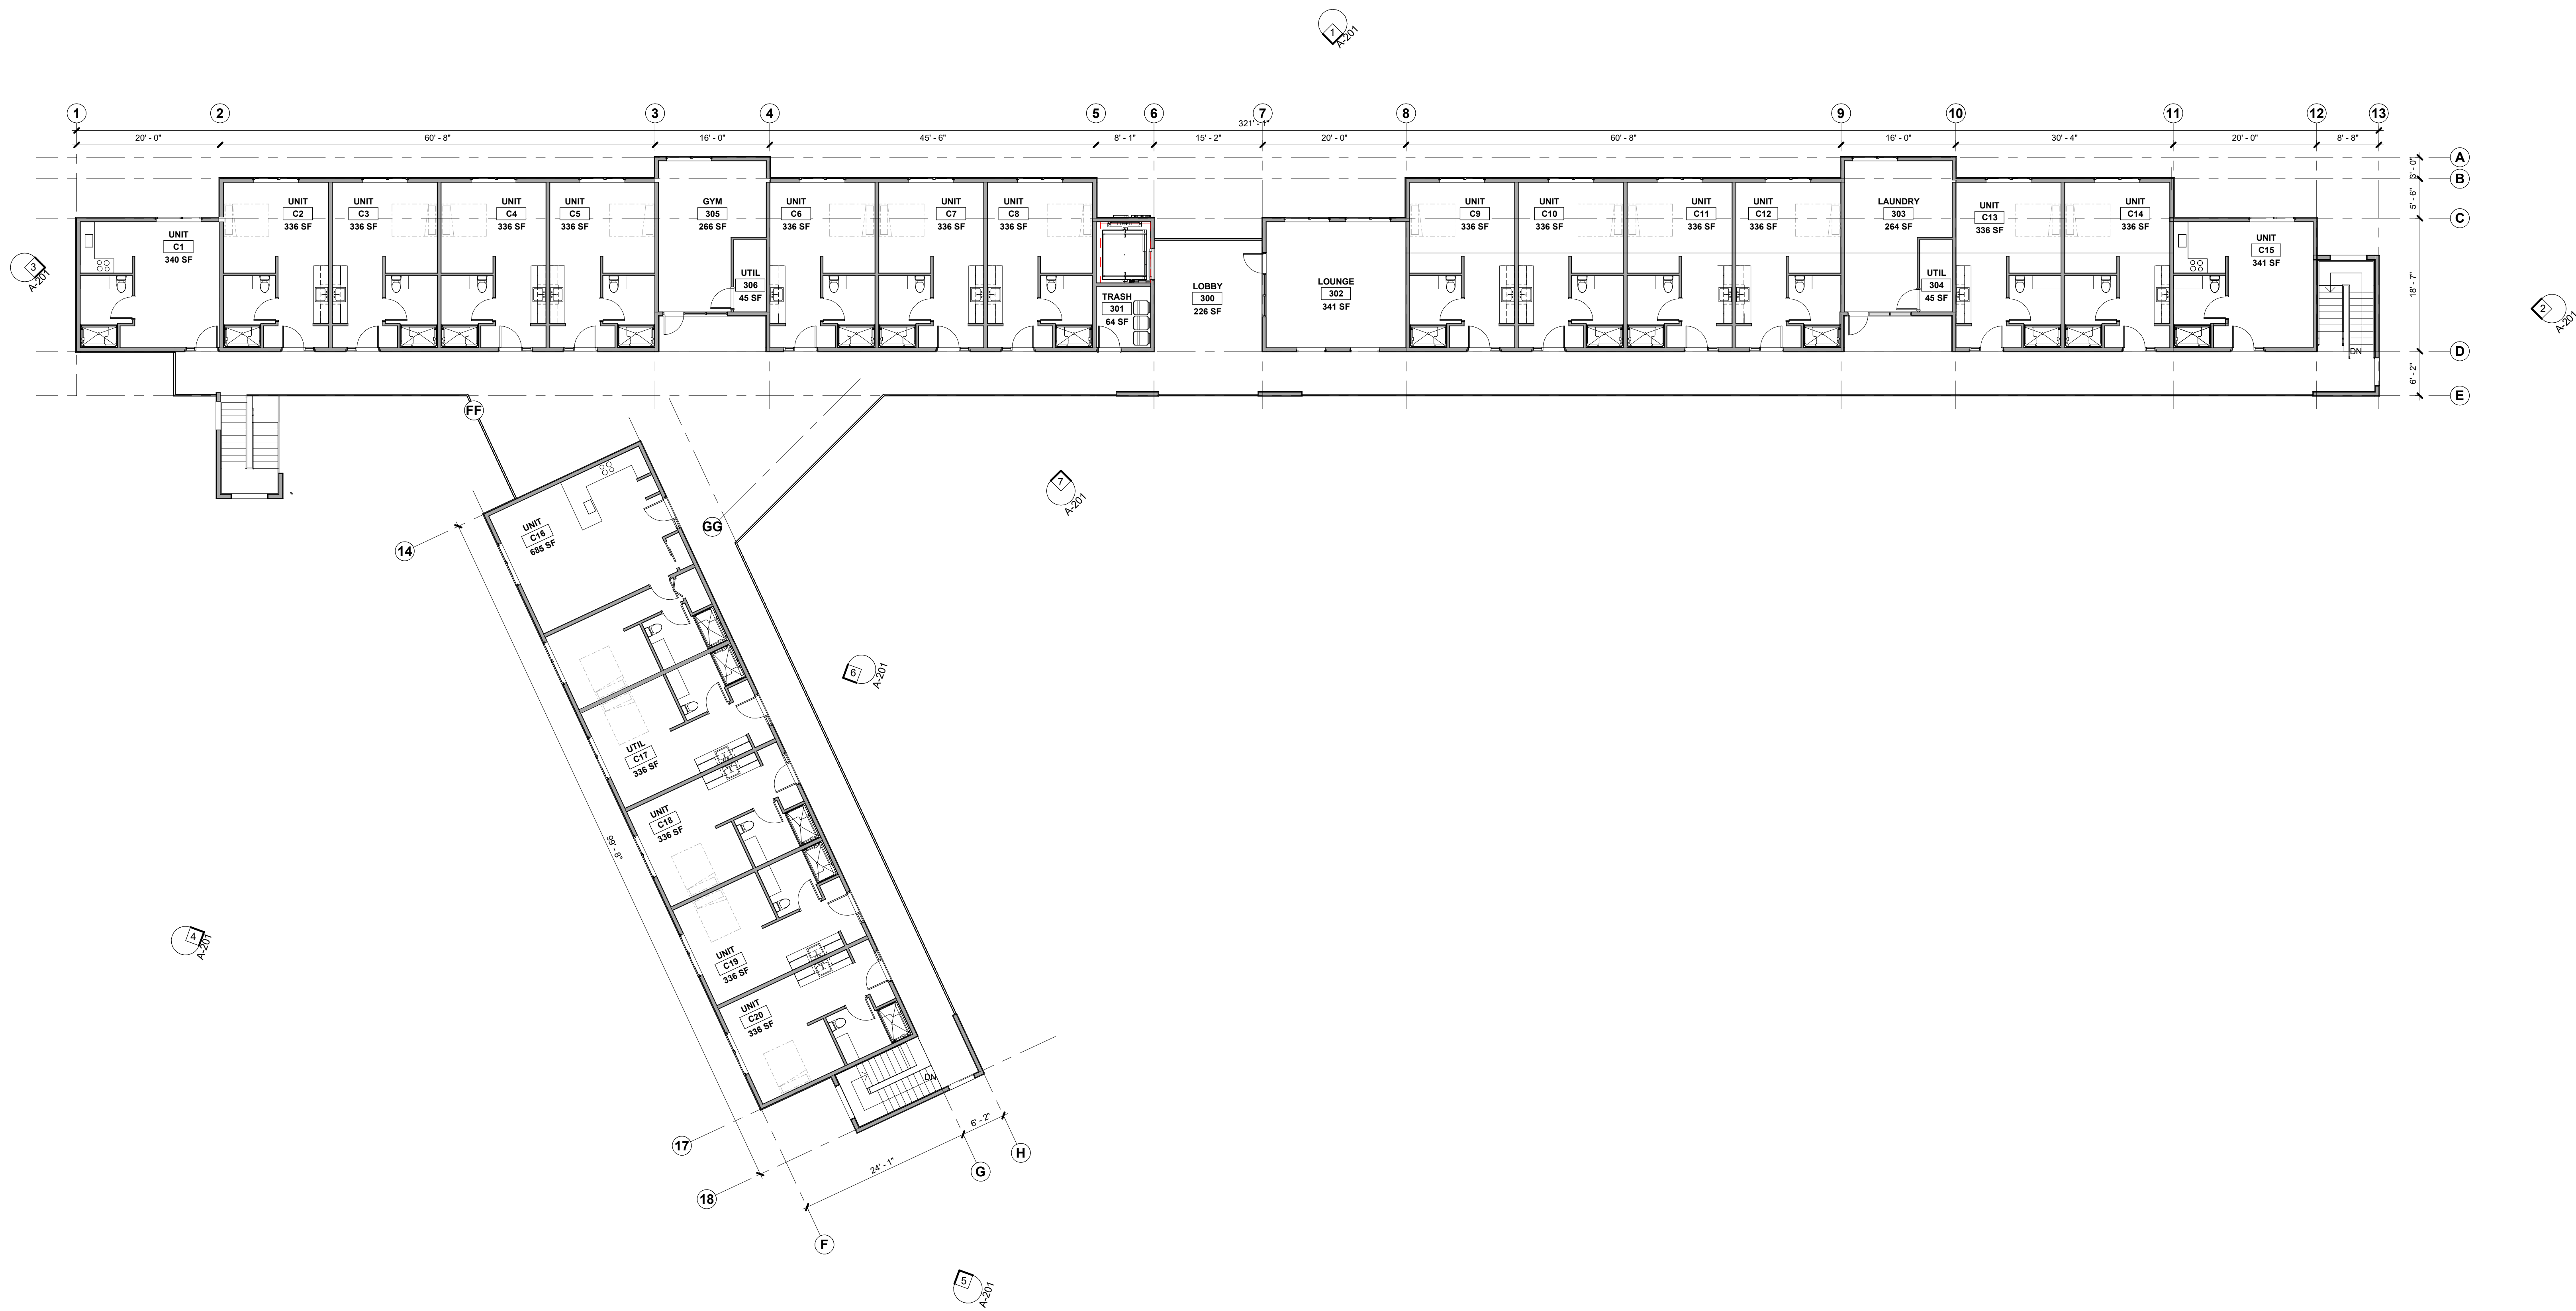 1
A-201
1
2
3
4
5
6
7
8
9
10
11
12
13
321' - 1"
20' - 0"
60' - 8"
16' - 0"
45' - 6"
8' - 1"
15' - 2"
20' - 0"
60' - 8"
16' - 0"
30' - 4"
20' - 0"
8' - 8"
A
3' - 0"
B
5' - 6"
C
18' - 7"
D
6' - 2"
E
3
A-201
2
A-201
UNIT
C1
340 SF
UNIT
C2
336 SF
UNIT
C3
336 SF
UNIT
C4
336 SF
UNIT
C5
336 SF
GYM
305
266 SF
UTIL
306
45 SF
UNIT
C6
336 SF
UNIT
C7
336 SF
UNIT
C8
336 SF
TRASH
301
64 SF
LOBBY
300
226 SF
LOUNGE
302
341 SF
UNIT
C9
336 SF
UNIT
C10
336 SF
UNIT
C11
336 SF
UNIT
C12
336 SF
LAUNDRY
303
264 SF
UTIL
304
45 SF
UNIT
C13
336 SF
UNIT
C14
336 SF
UNIT
C15
341 SF
DN
FF
GG
7
A-201
14
UNIT
C16
685 SF
6
A-201
UTIL
C17
336 SF
UNIT
C18
336 SF
99' - 8"
4
A-201
UNIT
C19
336 SF
UNIT
C20
336 SF
DN
17
18
6' - 2"
24' - 1"
H
G
F
5
A-201